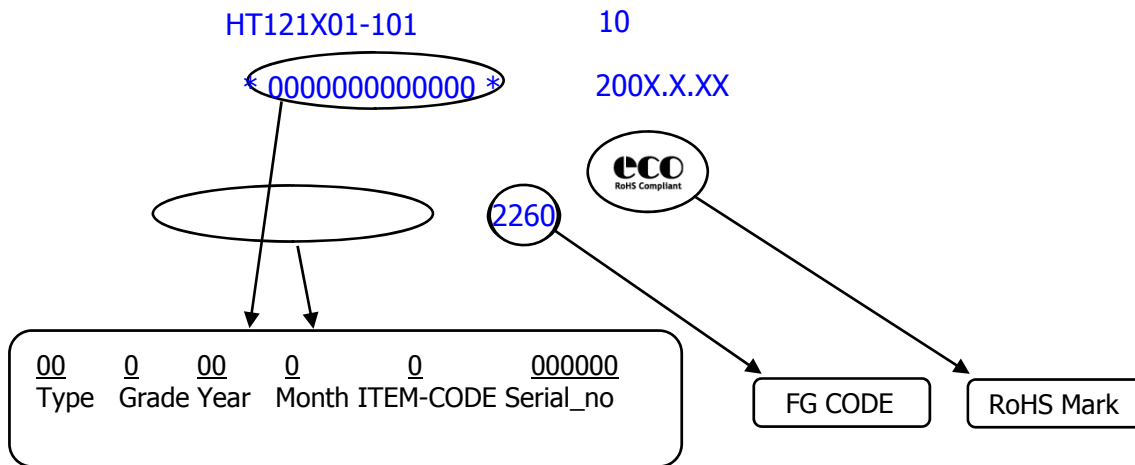 HT121X01-101 10
* 0000000000000 * 200X.X.XX
eco
RoHS Compliant
2260
00 0 00 0 0 000000
Type Grade Year Month ITEM-CODE Serial_no
FG CODE RoHS Mark